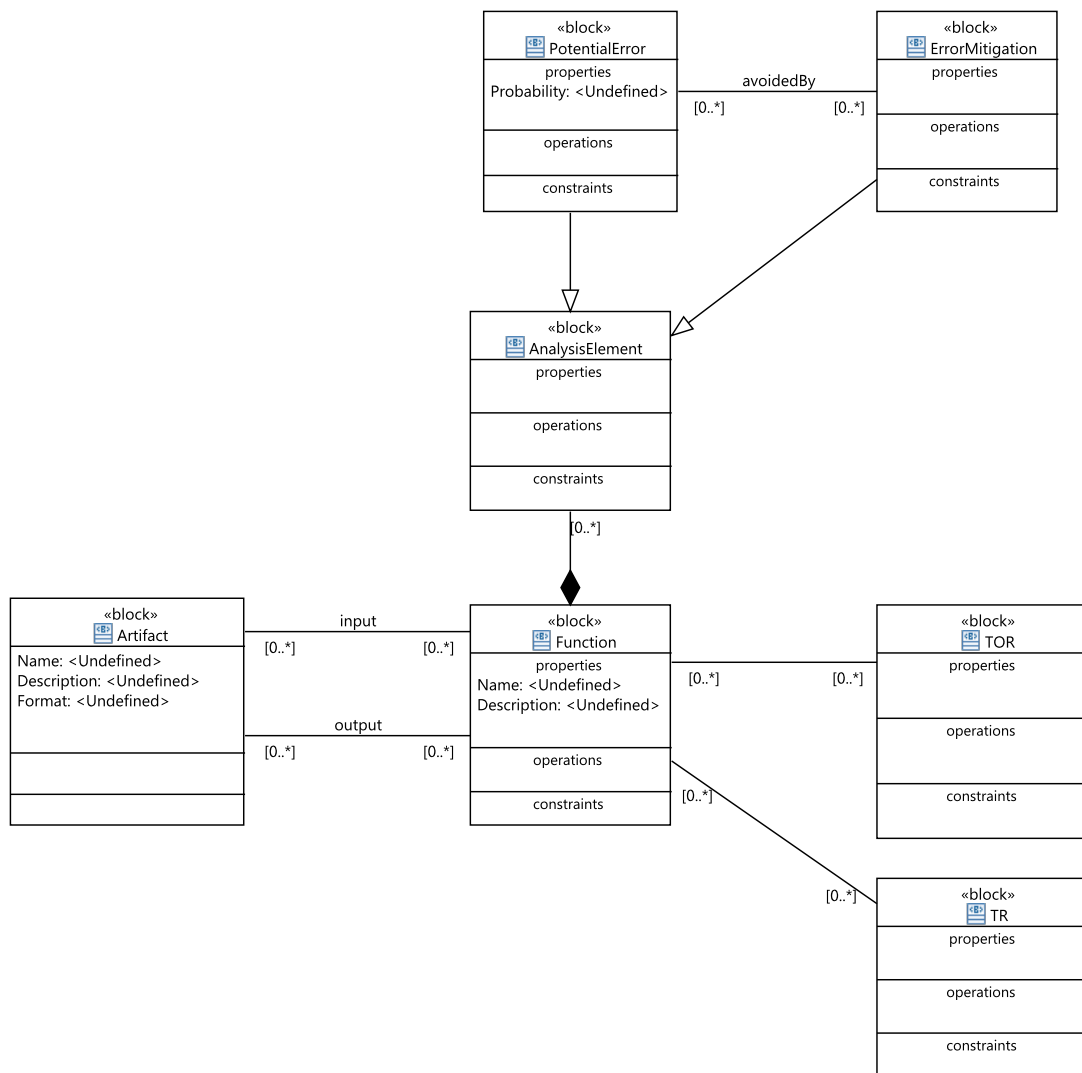 «block»
PotentialError
properties
Probability: <Undefined>
operations
constraints
avoidedBy
[0..*]
[0..*]
«block»
ErrorMitigation
properties
operations
constraints
«block»
AnalysisElement
properties
operations
constraints
[0..*]
«block»
Artifact
Name: <Undefined>
Description: <Undefined>
Format: <Undefined>
input
[0..*]
[0..*]
output
[0..*]
[0..*]
«block»
Function
properties
Name: <Undefined>
Description: <Undefined>
operations
constraints
[0..*]
[0..*]
«block»
TOR
properties
operations
constraints
[0..*]
[0..*]
«block»
TR
properties
operations
constraints